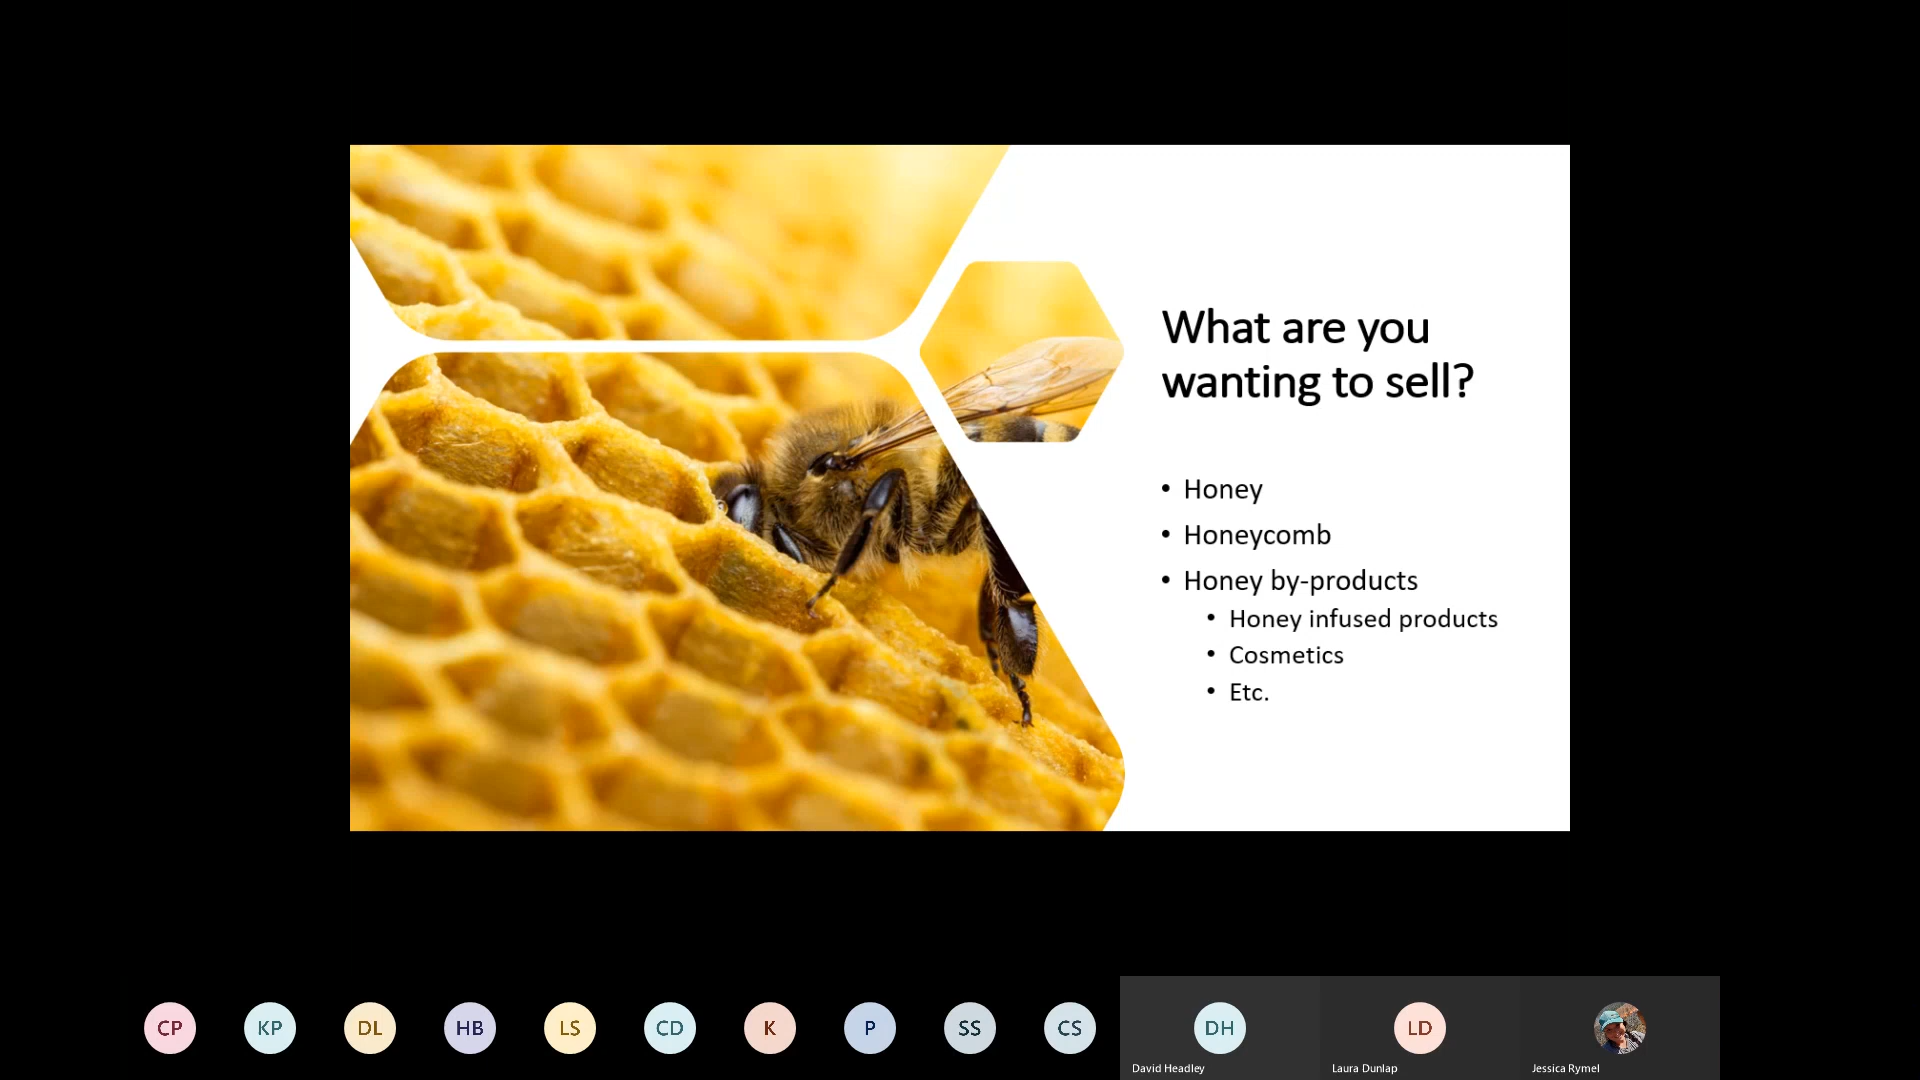 What are you
wanting to sell?
• Honey
• Honeycomb
• Honey by-products
• Honey infused products
• Cosmetics
• Etc.
CP KP DL HB LS CD K P SS CS DH LD
David Headley Laura Dunlap Jessica Rymel